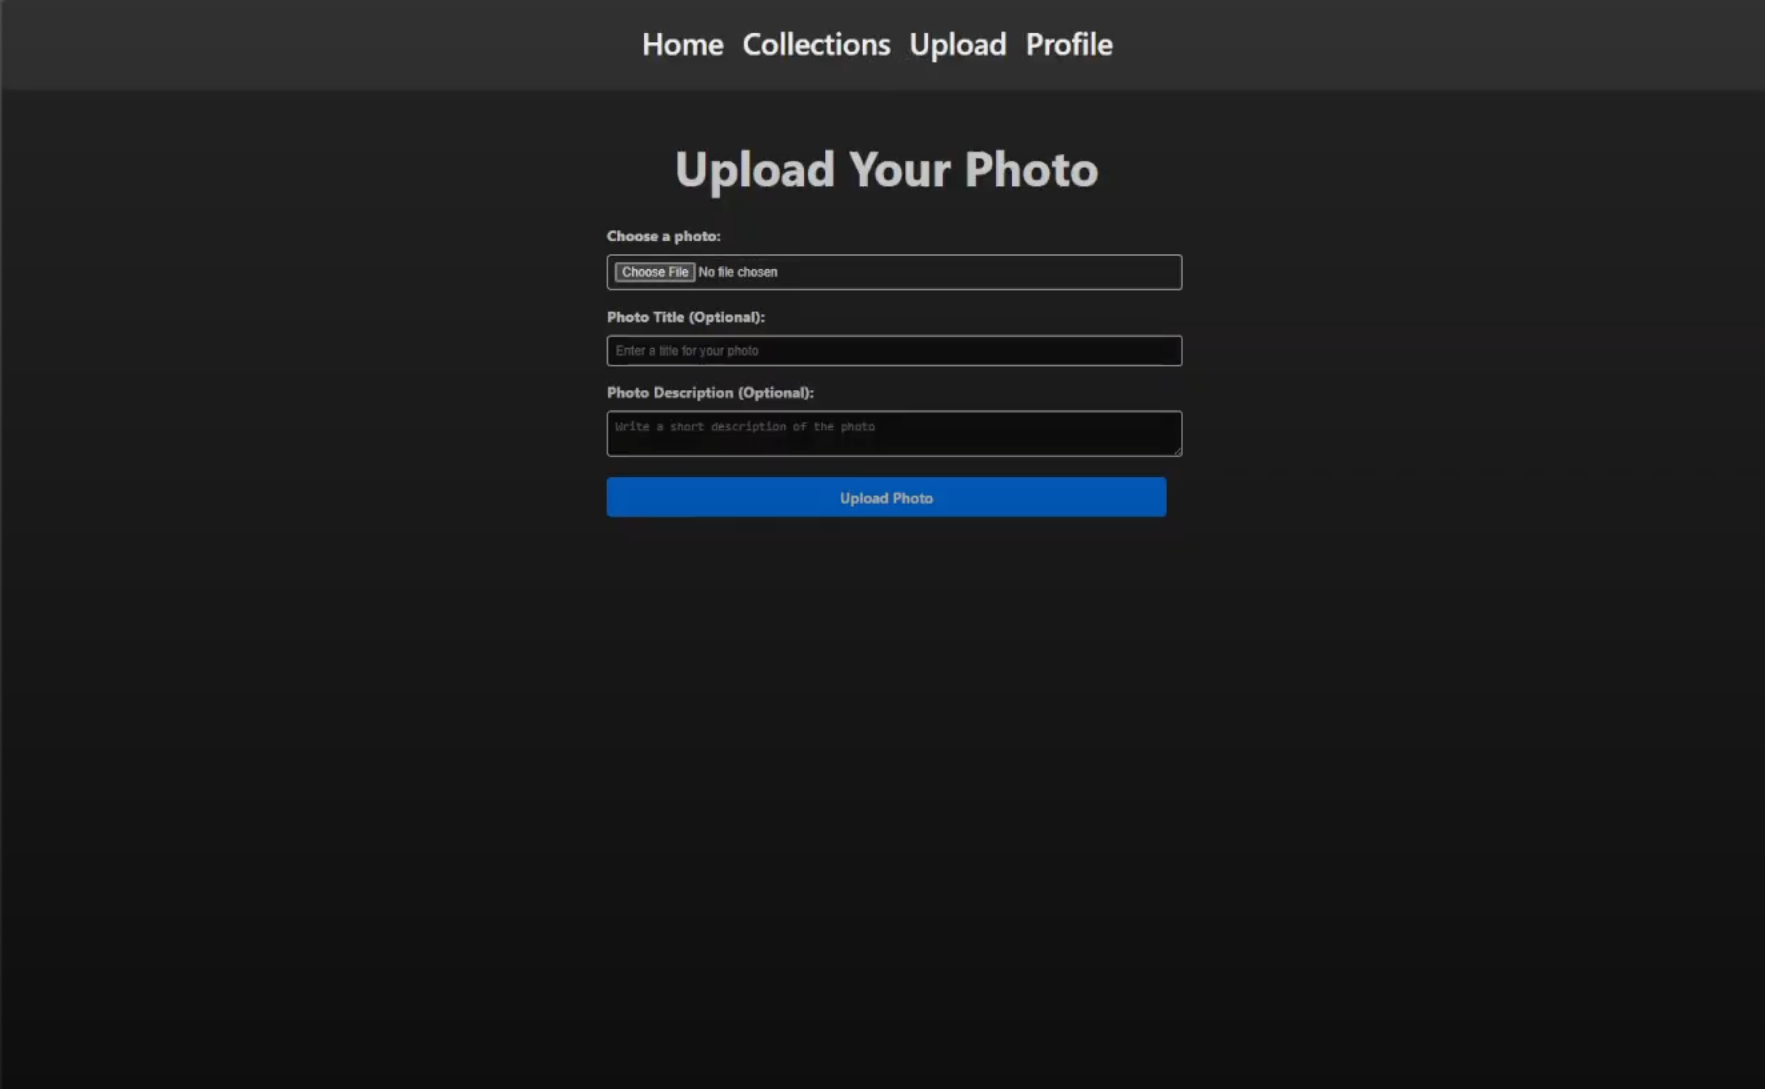 Home Collections Upload Profile
Upload Your Photo
Choose a photo:
Choose File No file chosen
Photo Title (Optional):
Enter a title for your photo
Photo Description (Optional):
Write a short description of the photo
Upload Photo